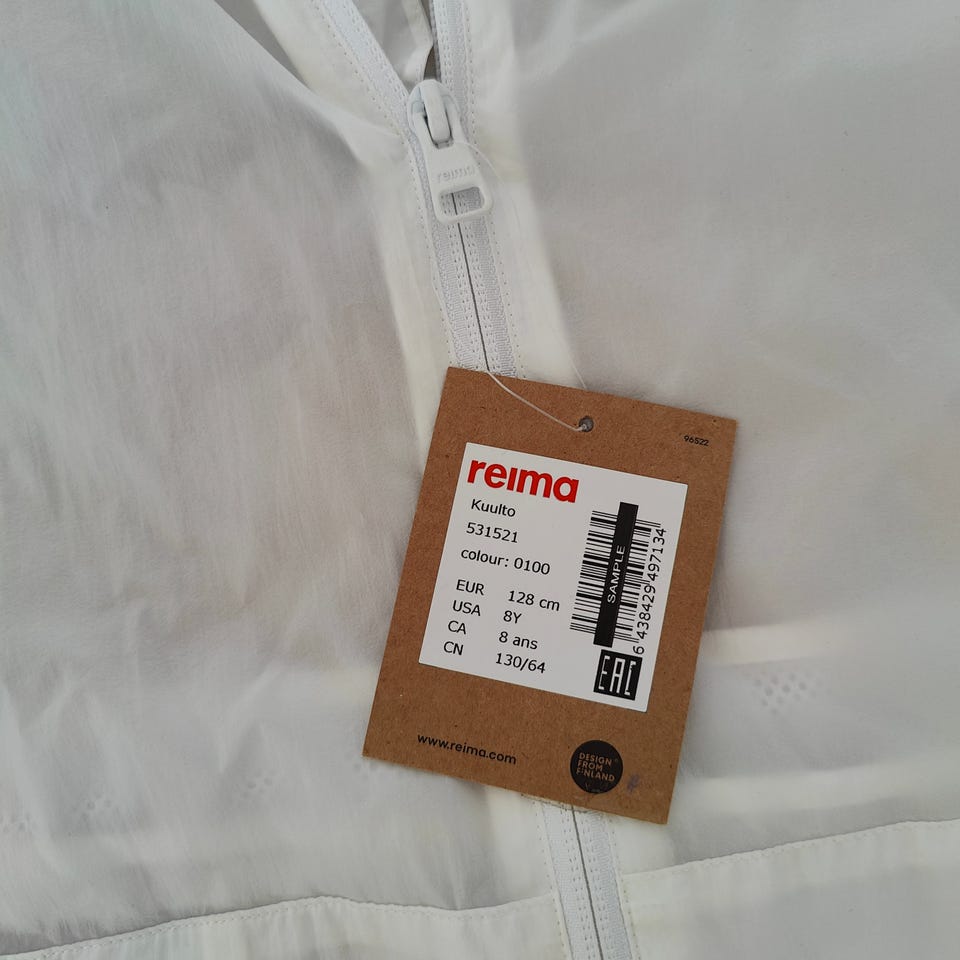 reima
96522
reima
Kuulto
531521
colour: 0100
EUR 128 cm
USA 8Y
CA 8 ans
CN 130/64
SAMPLE
6 438429 497134
EAC
www.reima.com
DESIGN
FROM
FINLAND